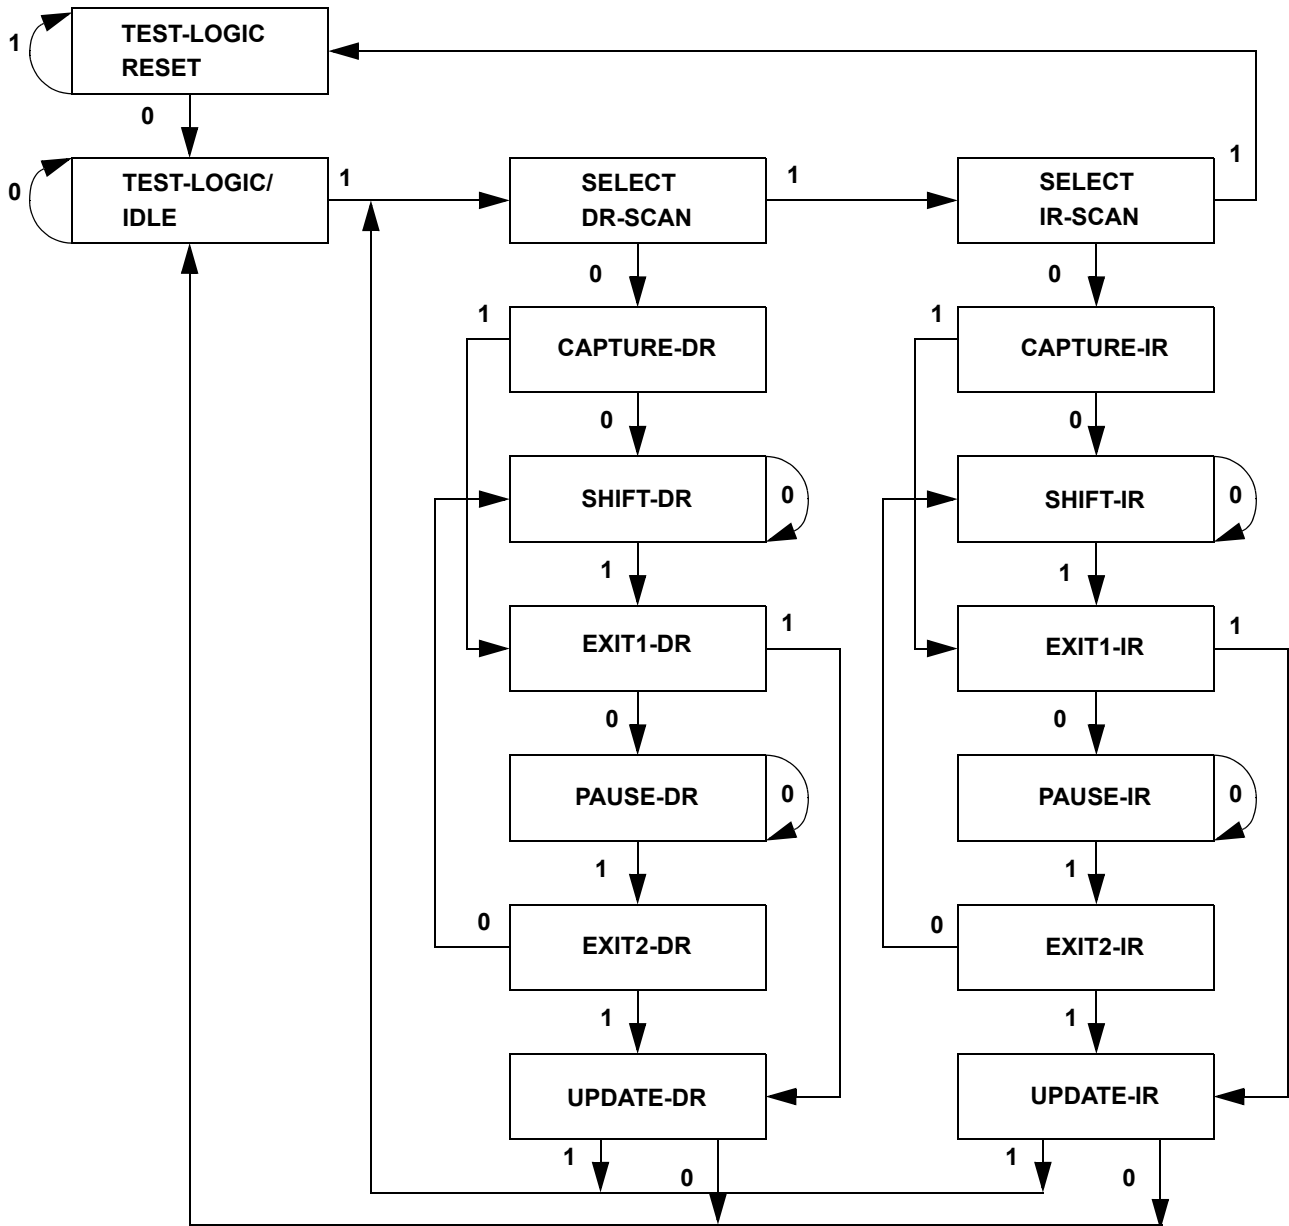 1
TEST-LOGIC
RESET
0
0
TEST-LOGIC/
IDLE
1
SELECT
DR-SCAN
1
SELECT
IR-SCAN
1
0
0
1
CAPTURE-DR
1
CAPTURE-IR
0
0
SHIFT-DR
0
SHIFT-IR
0
1
1
EXIT1-DR
1
EXIT1-IR
1
0
0
PAUSE-DR
0
PAUSE-IR
0
1
1
0
EXIT2-DR
0
EXIT2-IR
1
1
UPDATE-DR
UPDATE-IR
1
0
1
0